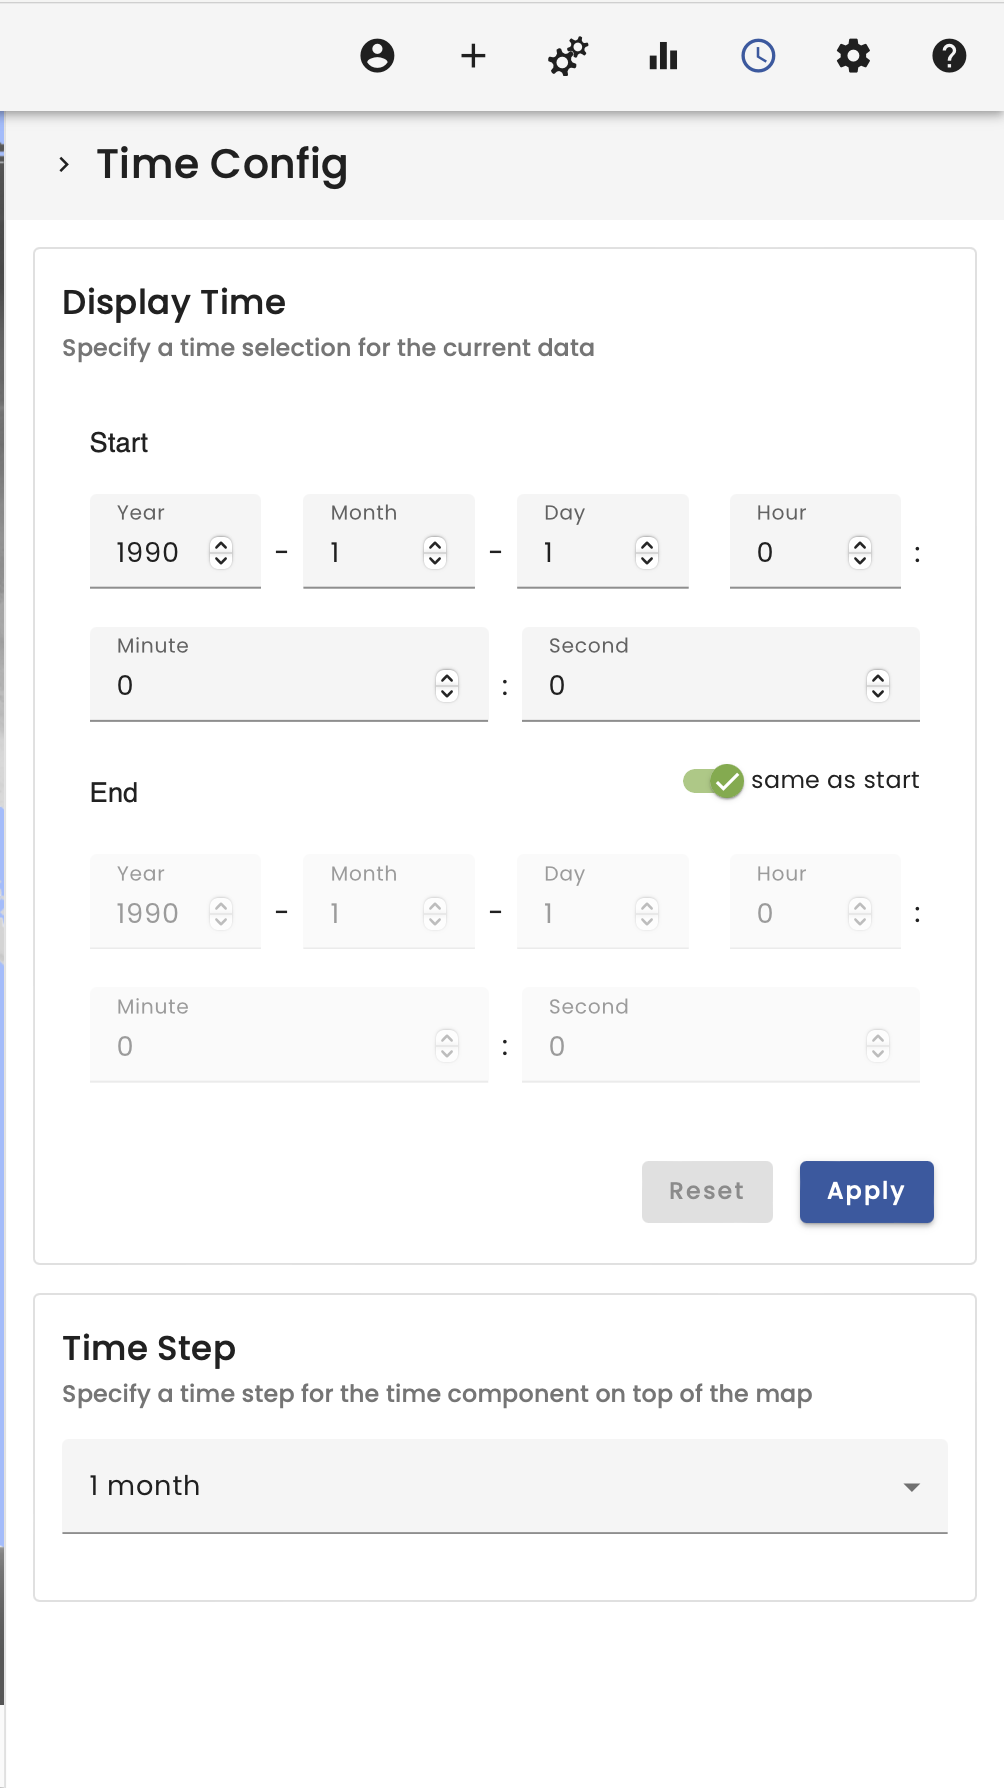 Time Config
Display Time
Specify a time selection for the current data
Start
Year Month Day Hour
1990 - 1 - 1 0 :
Minute Second
0 : 0
End same as start
Year Month Day Hour
1990 - 1 - 1 0 :
Minute Second
0 : 0
Reset Apply
Time Step
Specify a time step for the time component on top of the map
1 month